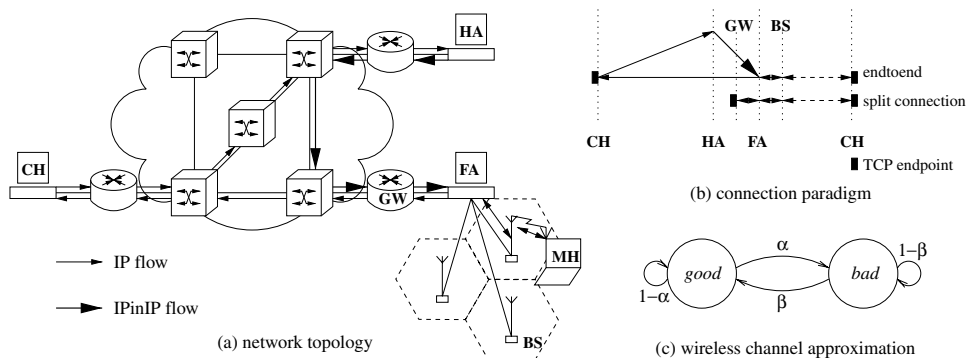 HA
CH
FA
GW
MH
BS
IP flow
IPinIP flow
(a) network topology
GW BS
endtoend
split connection
CH HA FA CH
TCP endpoint
(b) connection paradigm
α
1−β
good bad
1−α
β
(c) wireless channel approximation